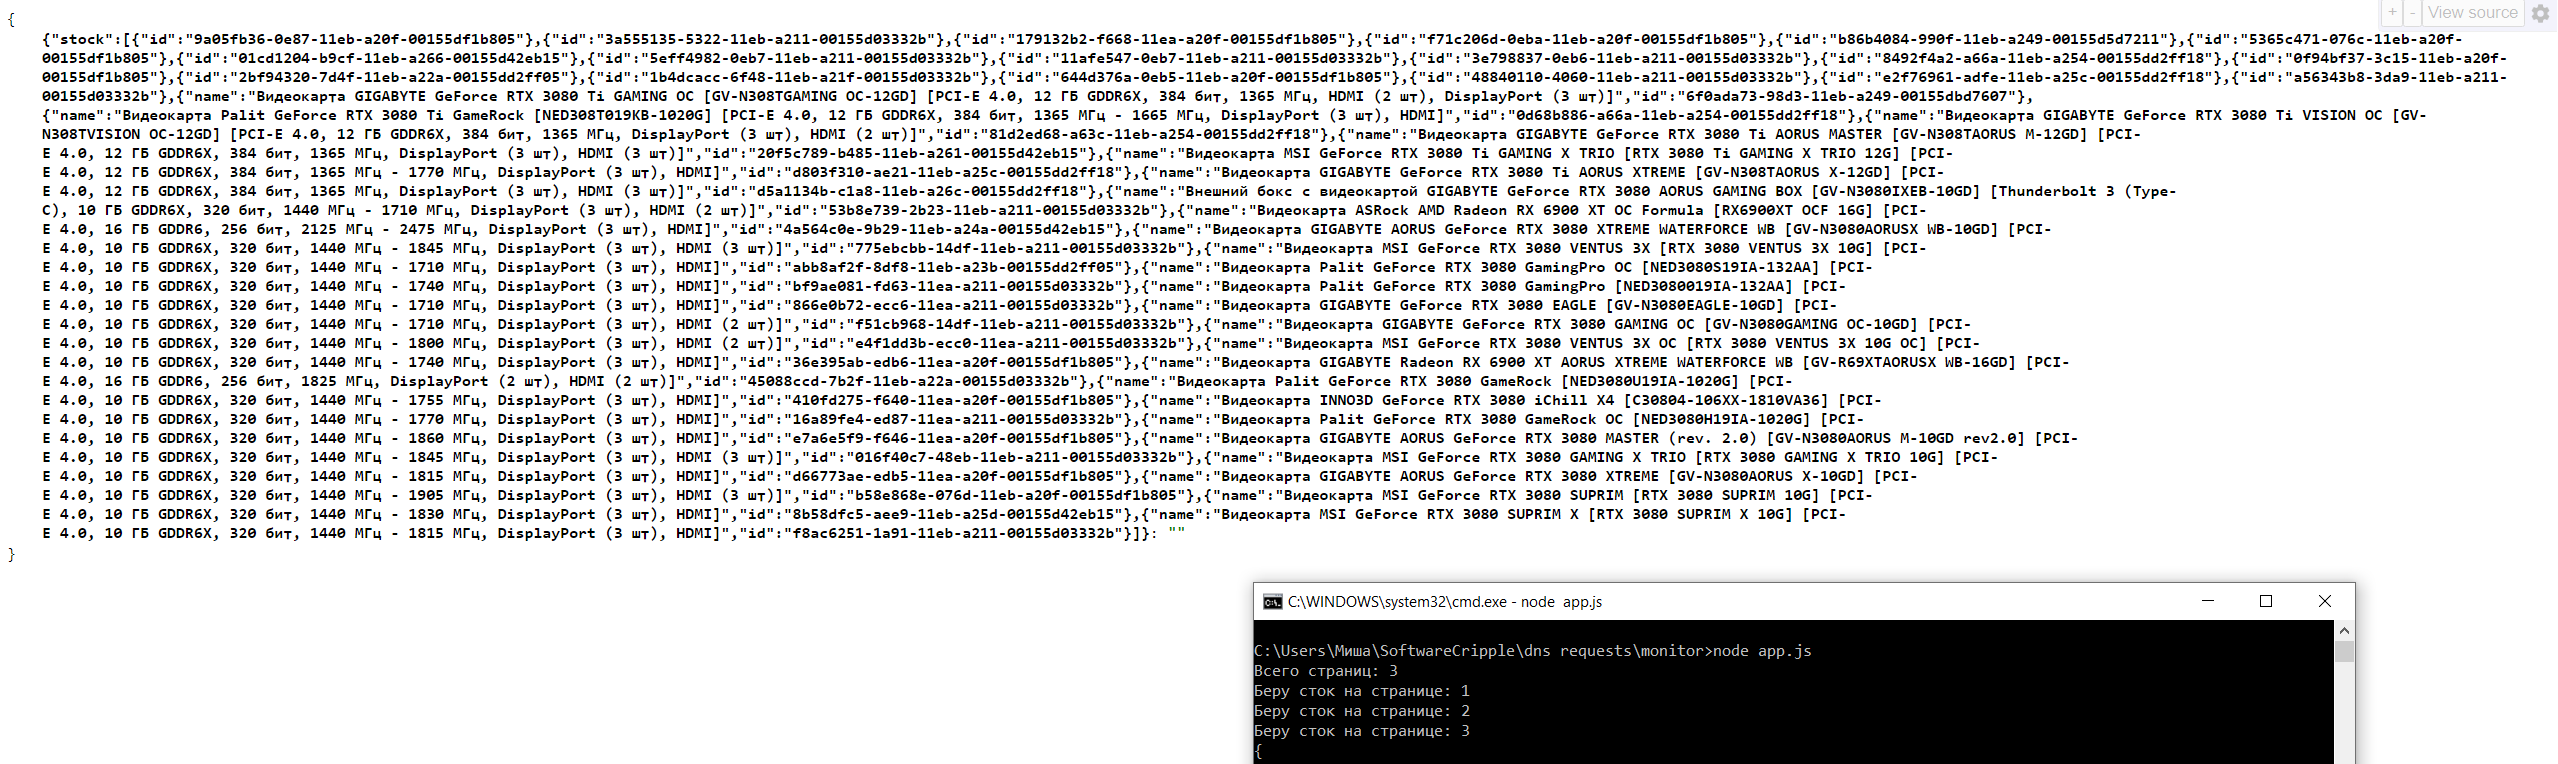 + - View source
{
{"stock":[{"id":"9a05fb36-0e87-11eb-a20f-00155df1b805"},{"id":"3a555135-5322-11eb-a211-00155d03332b"},{"id":"179132b2-f668-11ea-a20f-00155df1b805"},{"id":"f71c206d-0eba-11eb-a20f-00155df1b805"},{"id":"b86b4084-990f-11eb-a249-00155d5d7211"},{"id":"5365c471-076c-11eb-a20f-
00155df1b805"},{"id":"01cd1204-b9cf-11eb-a266-00155d42eb15"},{"id":"5eff4982-0eb7-11eb-a211-00155d03332b"},{"id":"11afe547-0eb7-11eb-a211-00155d03332b"},{"id":"3e798837-0eb6-11eb-a211-00155d03332b"},{"id":"8492f4a2-a66a-11eb-a254-00155dd2ff18"},{"id":"0f94bf37-3c15-11eb-a20f-
00155df1b805"},{"id":"2bf94320-7d4f-11eb-a22a-00155dd2ff05"},{"id":"1b4dcacc-6f48-11eb-a21f-00155d03332b"},{"id":"644d376a-0eb5-11eb-a20f-00155df1b805"},{"id":"48840110-4060-11eb-a211-00155d03332b"},{"id":"e2f76961-adfe-11eb-a25c-00155dd2ff18"},{"id":"a56343b8-3da9-11eb-a211-
00155d03332b"},{"name":"Видеокарта GIGABYTE GeForce RTX 3080 Ti GAMING OC [GV-N308TGAMING OC-12GD] [PCI-E 4.0, 12 ГБ GDDR6X, 384 бит, 1365 МГц, HDMI (2 шт), DisplayPort (3 шт)]","id":"6f0ada73-98d3-11eb-a249-00155dbd7607"},
{"name":"Видеокарта Palit GeForce RTX 3080 Ti GameRock [NED308T019KB-1020G] [PCI-E 4.0, 12 ГБ GDDR6X, 384 бит, 1365 МГц - 1665 МГц, DisplayPort (3 шт), HDMI]","id":"0d68b886-a66a-11eb-a254-00155dd2ff18"},{"name":"Видеокарта GIGABYTE GeForce RTX 3080 Ti VISION OC [GV-
N308TVISION OC-12GD] [PCI-E 4.0, 12 ГБ GDDR6X, 384 бит, 1365 МГц, DisplayPort (3 шт), HDMI (2 шт)]","id":"81d2ed68-a63c-11eb-a254-00155dd2ff18"},{"name":"Видеокарта GIGABYTE GeForce RTX 3080 Ti AORUS MASTER [GV-N308TAORUS M-12GD] [PCI-
E 4.0, 12 ГБ GDDR6X, 384 бит, 1365 МГц, DisplayPort (3 шт), HDMI (3 шт)]","id":"20f5c789-b485-11eb-a261-00155d42eb15"},{"name":"Видеокарта MSI GeForce RTX 3080 Ti GAMING X TRIO [RTX 3080 Ti GAMING X TRIO 12G] [PCI-
E 4.0, 12 ГБ GDDR6X, 384 бит, 1365 МГц - 1770 МГц, DisplayPort (3 шт), HDMI]","id":"d803f310-ae21-11eb-a25c-00155dd2ff18"},{"name":"Видеокарта GIGABYTE GeForce RTX 3080 Ti AORUS XTREME [GV-N308TAORUS X-12GD] [PCI-
E 4.0, 12 ГБ GDDR6X, 384 бит, 1365 МГц, DisplayPort (3 шт), HDMI (3 шт)]","id":"d5a1134b-c1a8-11eb-a26c-00155dd2ff18"},{"name":"Внешний бокс с видеокартой GIGABYTE GeForce RTX 3080 AORUS GAMING BOX [GV-N3080IXEB-10GD] [Thunderbolt 3 (Type-
C), 10 ГБ GDDR6X, 320 бит, 1440 МГц - 1710 МГц, DisplayPort (3 шт), HDMI (2 шт)]","id":"53b8e739-2b23-11eb-a211-00155d03332b"},{"name":"Видеокарта ASRock AMD Radeon RX 6900 XT OC Formula [RX6900XT OCF 16G] [PCI-
E 4.0, 16 ГБ GDDR6, 256 бит, 2125 МГц - 2475 МГц, DisplayPort (3 шт), HDMI]","id":"4a564c0e-9b29-11eb-a24a-00155d42eb15"},{"name":"Видеокарта GIGABYTE AORUS GeForce RTX 3080 XTREME WATERFORCE WB [GV-N3080AORUSX WB-10GD] [PCI-
E 4.0, 10 ГБ GDDR6X, 320 бит, 1440 МГц - 1845 МГц, DisplayPort (3 шт), HDMI (3 шт)]","id":"775ebcbb-14df-11eb-a211-00155d03332b"},{"name":"Видеокарта MSI GeForce RTX 3080 VENTUS 3X [RTX 3080 VENTUS 3X 10G] [PCI-
E 4.0, 10 ГБ GDDR6X, 320 бит, 1440 МГц - 1710 МГц, DisplayPort (3 шт), HDMI]","id":"abb8af2f-8df8-11eb-a23b-00155dd2ff05"},{"name":"Видеокарта Palit GeForce RTX 3080 GamingPro OC [NED3080S19IA-132AA] [PCI-
E 4.0, 10 ГБ GDDR6X, 320 бит, 1440 МГц - 1740 МГц, DisplayPort (3 шт), HDMI]","id":"bf9ae081-fd63-11ea-a211-00155d03332b"},{"name":"Видеокарта Palit GeForce RTX 3080 GamingPro [NED3080019IA-132AA] [PCI-
E 4.0, 10 ГБ GDDR6X, 320 бит, 1440 МГц - 1710 МГц, DisplayPort (3 шт), HDMI]","id":"866e0b72-ecc6-11ea-a211-00155d03332b"},{"name":"Видеокарта GIGABYTE GeForce RTX 3080 EAGLE [GV-N3080EAGLE-10GD] [PCI-
E 4.0, 10 ГБ GDDR6X, 320 бит, 1440 МГц - 1710 МГц, DisplayPort (3 шт), HDMI (2 шт)]","id":"f51cb968-14df-11eb-a211-00155d03332b"},{"name":"Видеокарта GIGABYTE GeForce RTX 3080 GAMING OC [GV-N3080GAMING OC-10GD] [PCI-
E 4.0, 10 ГБ GDDR6X, 320 бит, 1440 МГц - 1800 МГц, DisplayPort (3 шт), HDMI (2 шт)]","id":"e4f1dd3b-ecc0-11ea-a211-00155d03332b"},{"name":"Видеокарта MSI GeForce RTX 3080 VENTUS 3X OC [RTX 3080 VENTUS 3X 10G OC] [PCI-
E 4.0, 10 ГБ GDDR6X, 320 бит, 1440 МГц - 1740 МГц, DisplayPort (3 шт), HDMI]","id":"36e395ab-edb6-11ea-a20f-00155df1b805"},{"name":"Видеокарта GIGABYTE Radeon RX 6900 XT AORUS XTREME WATERFORCE WB [GV-R69XTAORUSX WB-16GD] [PCI-
E 4.0, 16 ГБ GDDR6, 256 бит, 1825 МГц, DisplayPort (2 шт), HDMI (2 шт)]","id":"45088ccd-7b2f-11eb-a22a-00155d03332b"},{"name":"Видеокарта Palit GeForce RTX 3080 GameRock [NED3080U19IA-1020G] [PCI-
E 4.0, 10 ГБ GDDR6X, 320 бит, 1440 МГц - 1755 МГц, DisplayPort (3 шт), HDMI]","id":"410fd275-f640-11ea-a20f-00155df1b805"},{"name":"Видеокарта INNO3D GeForce RTX 3080 iChill X4 [C30804-106XX-1810VA36] [PCI-
E 4.0, 10 ГБ GDDR6X, 320 бит, 1440 МГц - 1770 МГц, DisplayPort (3 шт), HDMI]","id":"16a89fe4-ed87-11ea-a211-00155d03332b"},{"name":"Видеокарта Palit GeForce RTX 3080 GameRock OC [NED3080H19IA-1020G] [PCI-
E 4.0, 10 ГБ GDDR6X, 320 бит, 1440 МГц - 1860 МГц, DisplayPort (3 шт), HDMI]","id":"e7a6e5f9-f646-11ea-a20f-00155df1b805"},{"name":"Видеокарта GIGABYTE AORUS GeForce RTX 3080 MASTER (rev. 2.0) [GV-N3080AORUS M-10GD rev2.0] [PCI-
E 4.0, 10 ГБ GDDR6X, 320 бит, 1440 МГц - 1845 МГц, DisplayPort (3 шт), HDMI (3 шт)]","id":"016f40c7-48eb-11eb-a211-00155d03332b"},{"name":"Видеокарта MSI GeForce RTX 3080 GAMING X TRIO [RTX 3080 GAMING X TRIO 10G] [PCI-
E 4.0, 10 ГБ GDDR6X, 320 бит, 1440 МГц - 1815 МГц, DisplayPort (3 шт), HDMI]","id":"d66773ae-edb5-11ea-a20f-00155df1b805"},{"name":"Видеокарта GIGABYTE AORUS GeForce RTX 3080 XTREME [GV-N3080AORUS X-10GD] [PCI-
E 4.0, 10 ГБ GDDR6X, 320 бит, 1440 МГц - 1905 МГц, DisplayPort (3 шт), HDMI (3 шт)]","id":"b58e868e-076d-11eb-a20f-00155df1b805"},{"name":"Видеокарта MSI GeForce RTX 3080 SUPRIM [RTX 3080 SUPRIM 10G] [PCI-
E 4.0, 10 ГБ GDDR6X, 320 бит, 1440 МГц - 1830 МГц, DisplayPort (3 шт), HDMI]","id":"8b58dfc5-aee9-11eb-a25d-00155d42eb15"},{"name":"Видеокарта MSI GeForce RTX 3080 SUPRIM X [RTX 3080 SUPRIM X 10G] [PCI-
E 4.0, 10 ГБ GDDR6X, 320 бит, 1440 МГц - 1815 МГц, DisplayPort (3 шт), HDMI]","id":"f8ac6251-1a91-11eb-a211-00155d03332b"}]}: ""
}
C:\WINDOWS\system32\cmd.exe - node app.js
C:\Users\Миша\SoftwareCripple\dns requests\monitor>node app.js
Всего страниц: 3
Беру сток на странице: 1
Беру сток на странице: 2
Беру сток на странице: 3
{